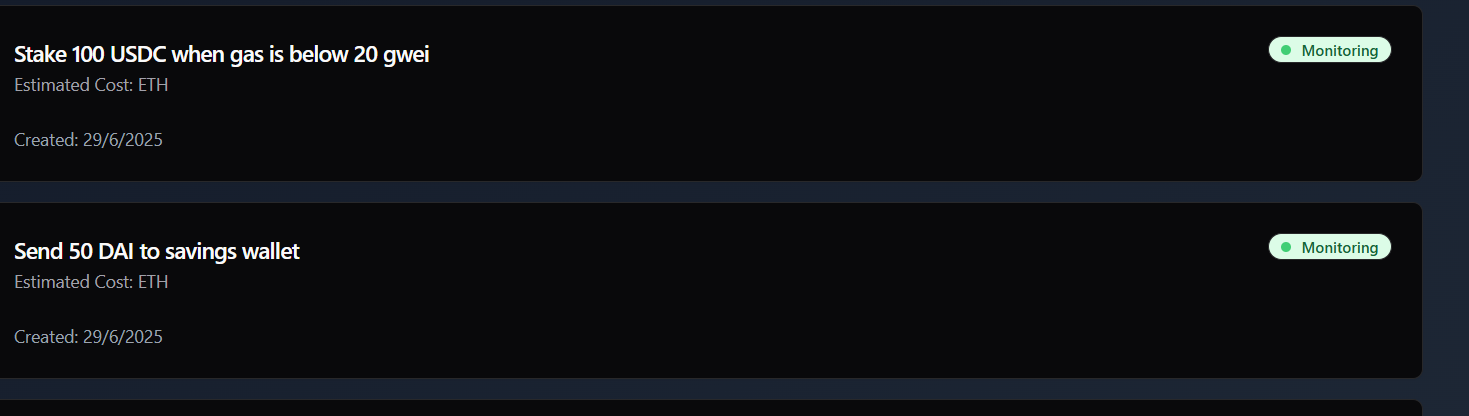 Stake 100 USDC when gas is below 20 gwei
Monitoring
Estimated Cost: ETH
Created: 29/6/2025
Send 50 DAI to savings wallet
Monitoring
Estimated Cost: ETH
Created: 29/6/2025